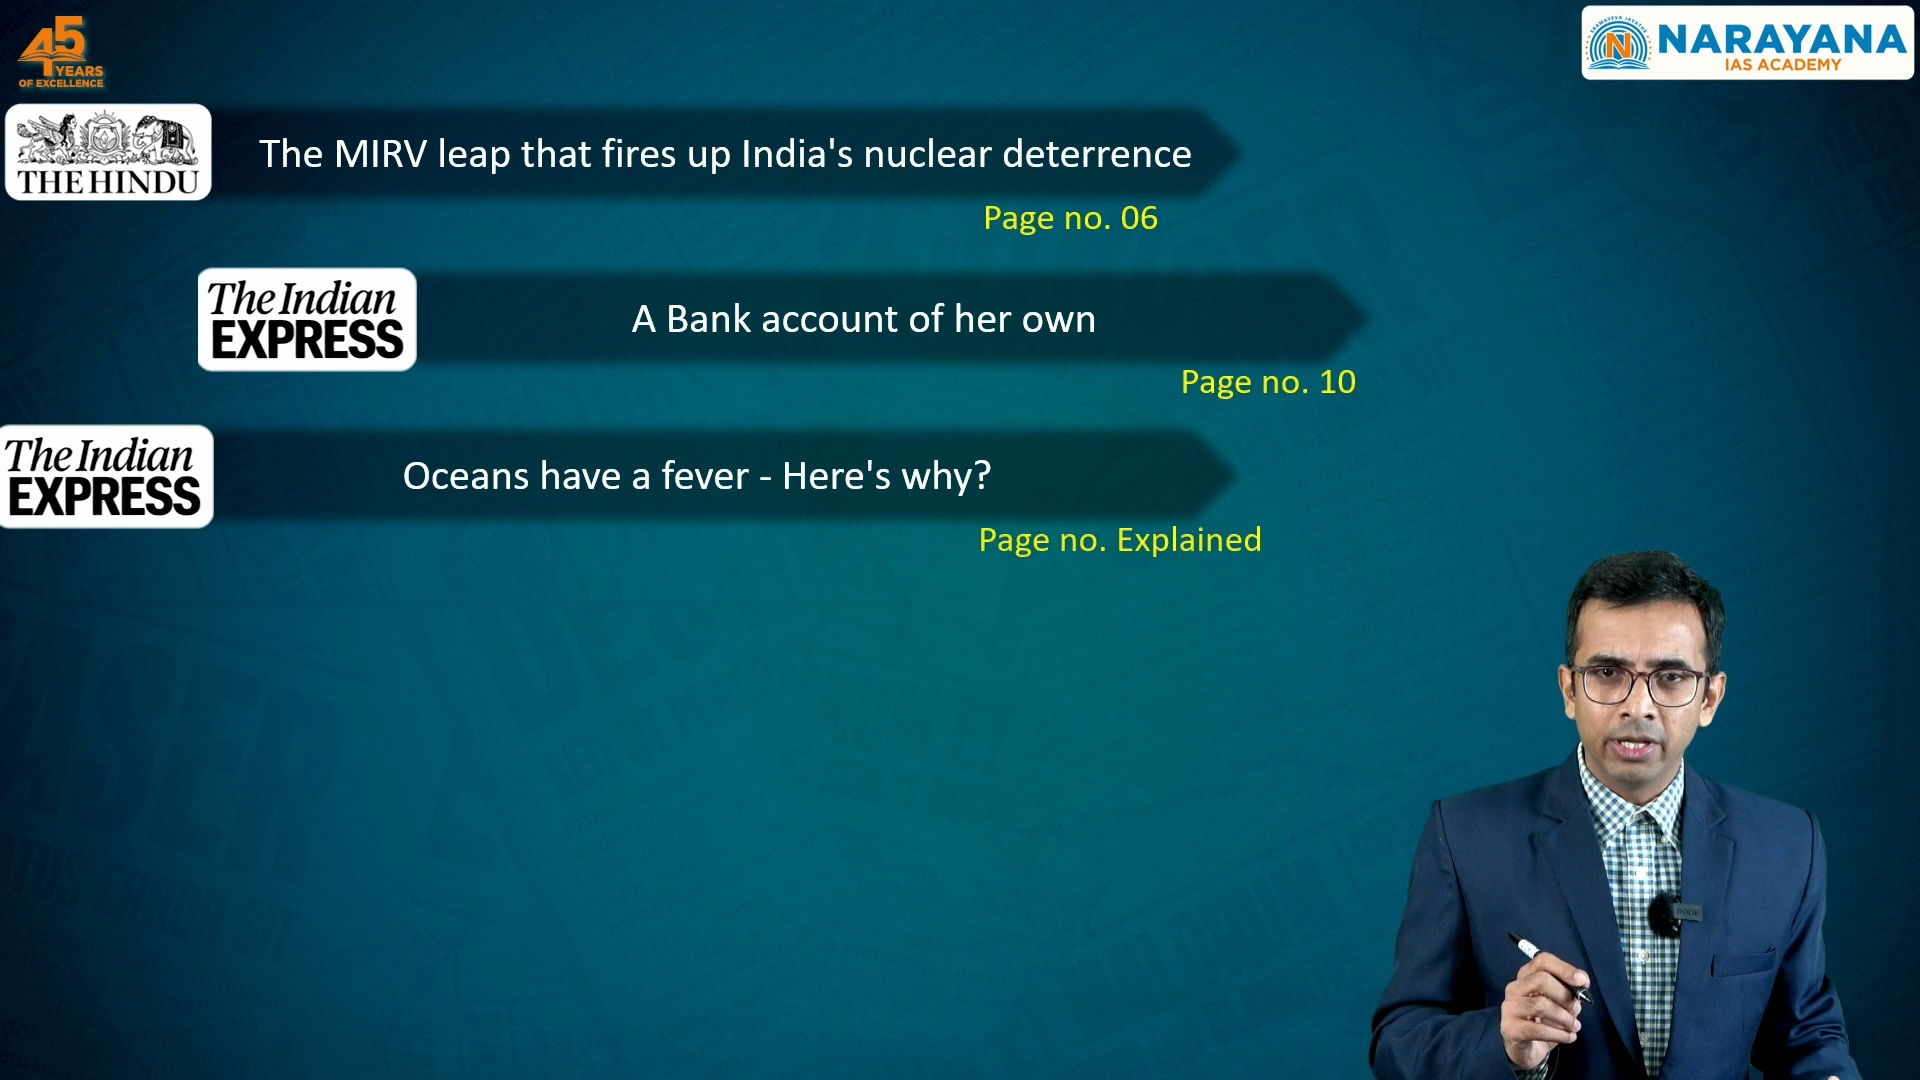 45
YEARS
OF EXCELLENCE
NARAYANA
IAS ACADEMY
THE HINDU
The MIRV leap that fires up India's nuclear deterrence
Page no. 06
The Indian
EXPRESS
A Bank account of her own
Page no. 10
The Indian
EXPRESS
Oceans have a fever - Here's why?
Page no. Explained
RODE